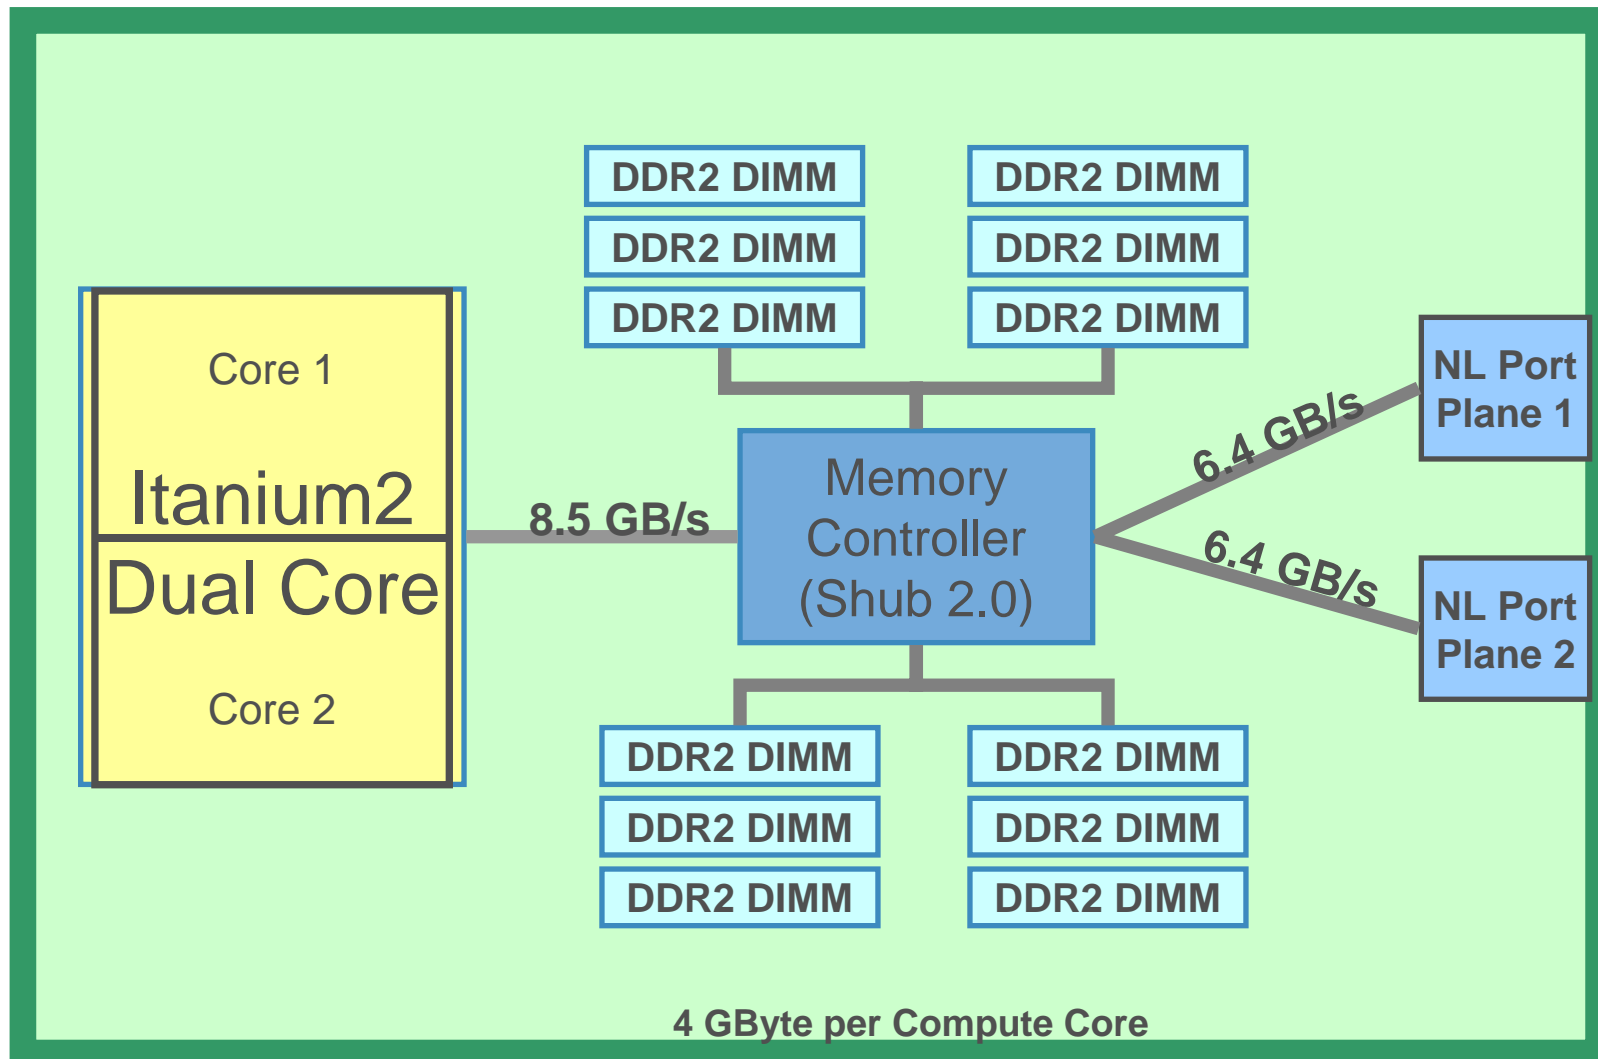 DDR2 DIMM
DDR2 DIMM
DDR2 DIMM
DDR2 DIMM
DDR2 DIMM
DDR2 DIMM
Core 1
Itanium2
Dual Core
Core 2
8.5 GB/s
Memory
Controller
(Shub 2.0)
6.4 GB/s
6.4 GB/s
NL Port
Plane 1
NL Port
Plane 2
DDR2 DIMM
DDR2 DIMM
DDR2 DIMM
DDR2 DIMM
DDR2 DIMM
DDR2 DIMM
4 GByte per Compute Core